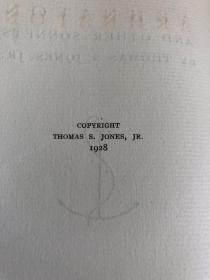 COPYRIGHT
THOMAS S. JONES, JR.
1928